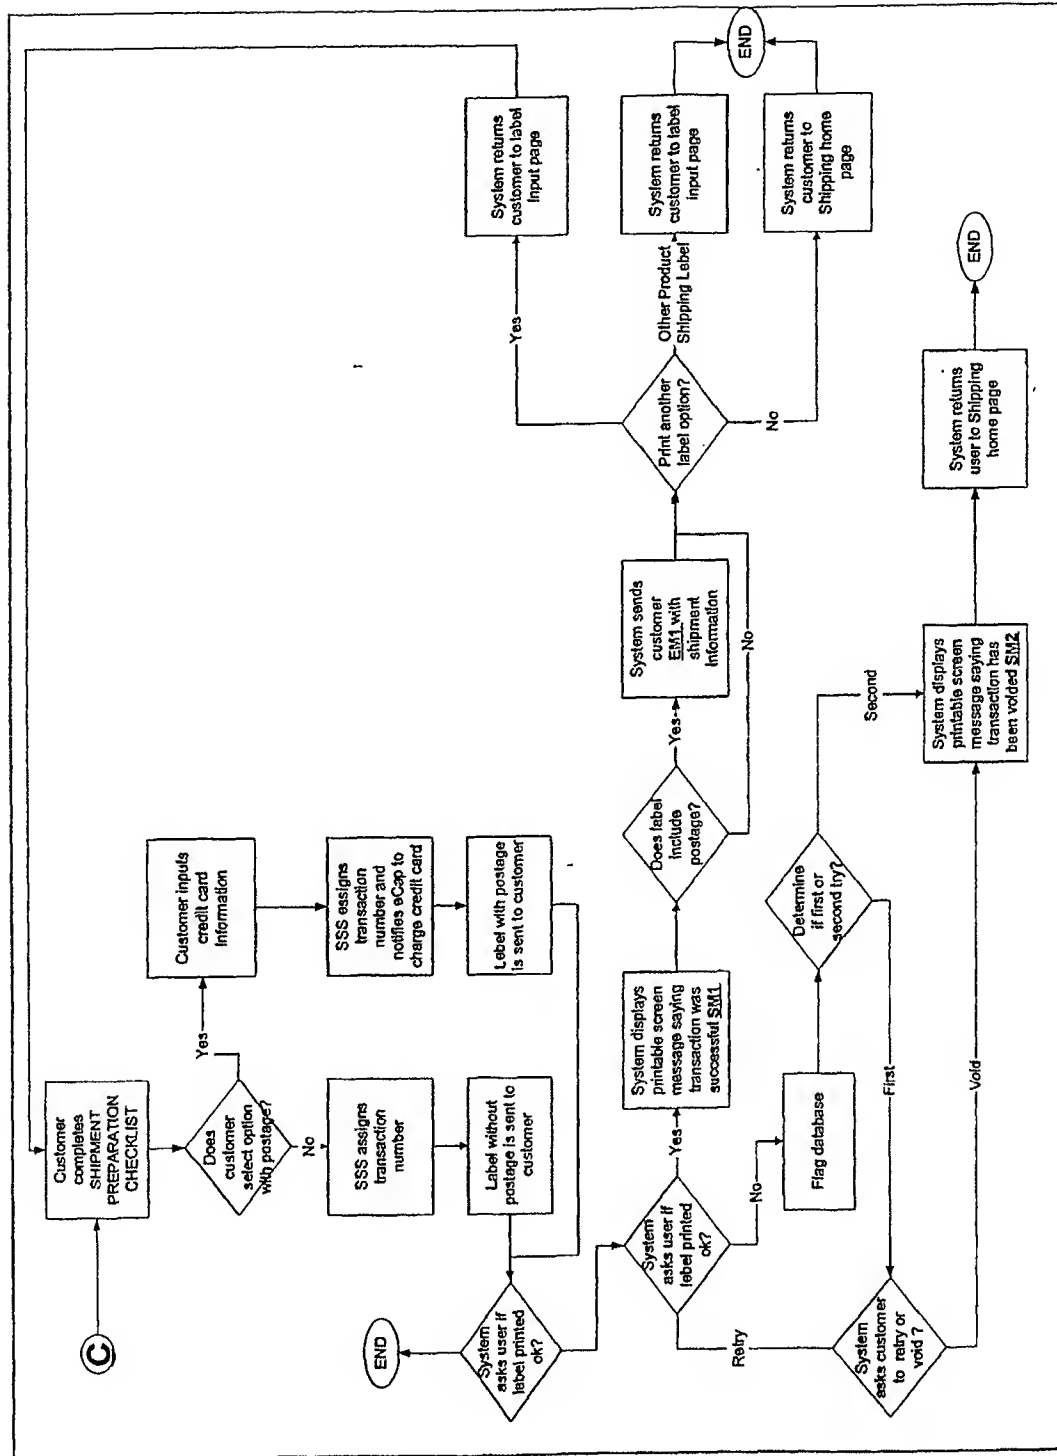 C
Customer
completes
SHIPMENT
PREPARATION
CHECKLIST
Does
customer
select option
with postage?
Yes
No
Customer inputs
credit card
Information
SSS assigns
transaction
number and
notifies eCap to
charge credit card
Label with postage
is sent to customer
SSS assigns
transaction
number
Label without
postage is sent to
customer
System
asks user if
label printed
ok?
END
System
asks user if
label printed
ok?
Yes
No
Retry
System displays
printable screen
message saying
transaction was
successful SM1
Does label
include
postage?
Yes
No
System sends
customer
EM1 with
shipment
Information
Print another
label option?
Yes
Other Product
Shipping Label
No
System returns
customer to label
Input page
System returns
customer to label
input page
System returns
customer to
Shipping home
page
END
Flag database
Determine
if first or
second try?
First
Second
System
asks customer
to retry or
void ?
Void
System displays
printable screen
message saying
transaction has
been voided SM2
System returns
user to Shipping
home page
END